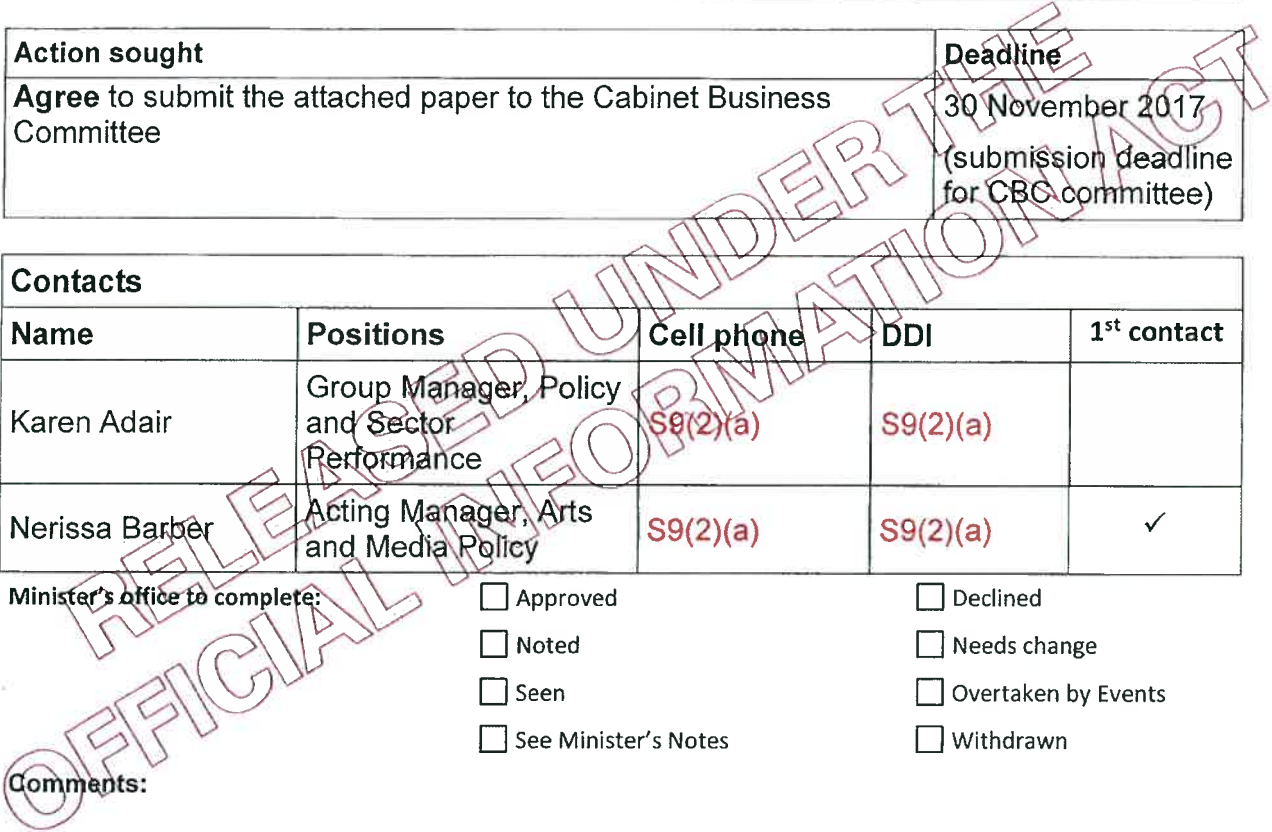 Action sought
Deadline
Agree to submit the attached paper to the Cabinet Business
Committee
30 November 2017
(submission deadline
for CBC committee)
Contacts
Name
Positions
Cell phone
DDI
1st contact
Karen Adair
Group Manager, Policy
and Sector
Performance
S9(2)(a)
S9(2)(a)
Nerissa Barber
Acting Manager, Arts
and Media Policy
S9(2)(a)
S9(2)(a)
✓
Minister's office to complete:
Approved
Declined
Noted
Needs change
Seen
Overtaken by Events
See Minister's Notes
Withdrawn
Comments:
RELEASED UNDER THE
OFFICIAL INFORMATION ACT